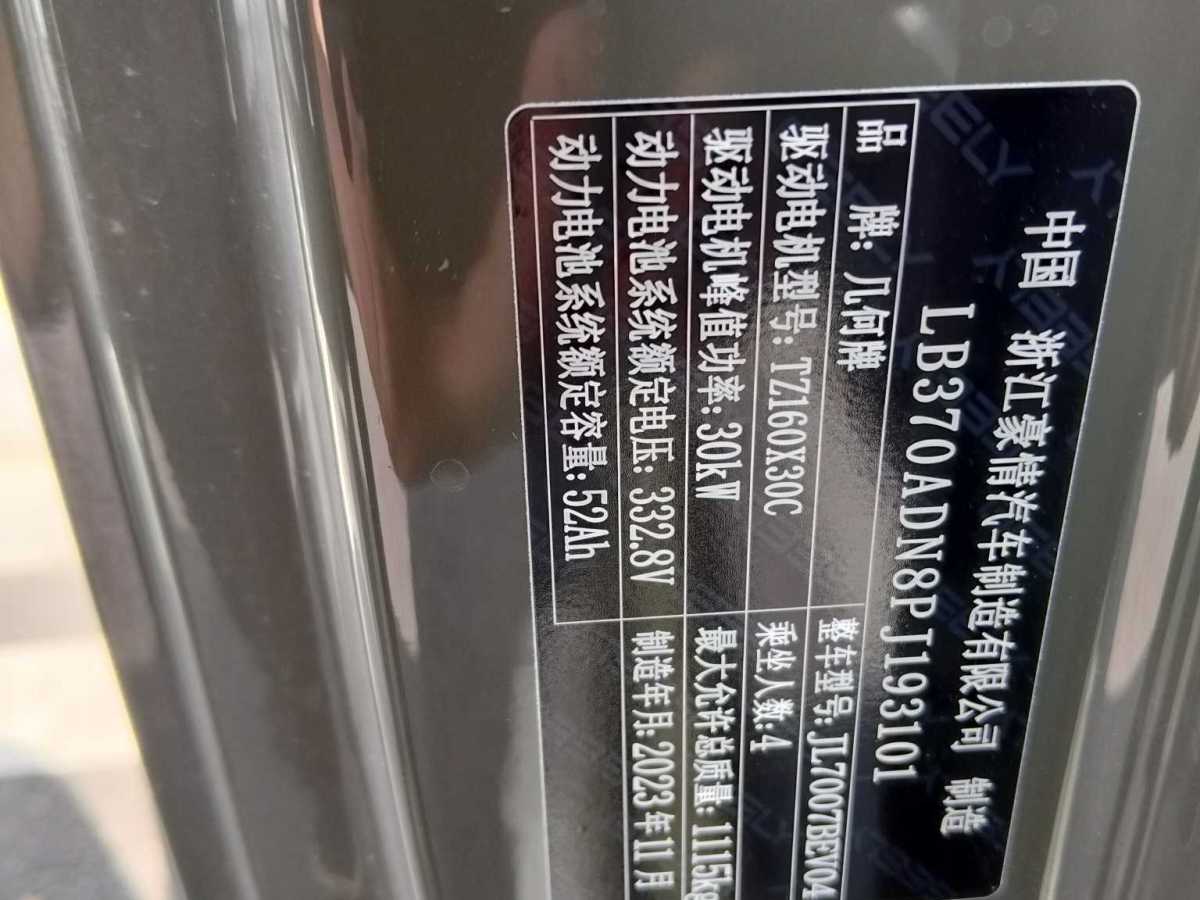 中国 浙江豪情汽车制造有限公司 制造
LB370ADN8PJ193101
品 牌: 几何牌
整车型号: JL7007BEV04
驱动电机型号: TZ160X30C
乘坐人数: 4
驱动电机峰值功率: 30kW
最大允许总质量: 1115kg
动力电池系统额定电压: 332.8V
制造年月: 2023年11月
动力电池系统额定容量: 52Ah